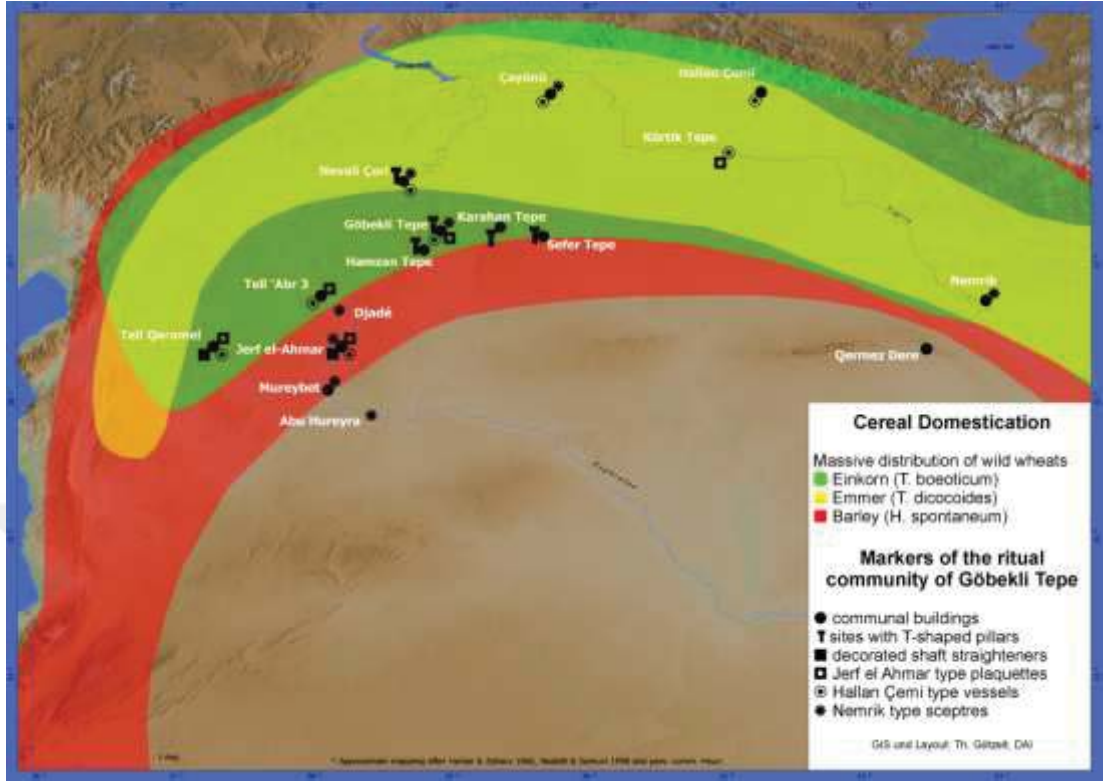 Çayönü
Hallan Çemi
Körtik Tepe
Nevalı Çori
Göbekli Tepe
Karahan Tepe
Sefer Tepe
Hamzan Tepe
Tell 'Abr 3
Djadé
Nemrik
Tell Qaramel
Jerf el-Ahmar
Qermez Dere
Mureybet
Abu Hureyra
Cereal Domestication
Massive distribution of wild wheats
Einkorn (T. boeoticum)
Emmer (T. dicocoides)
Barley (H. spontaneum)
Markers of the ritual
community of Göbekli Tepe
communal buildings
sites with T-shaped pillars
decorated shaft straighteners
Jerf el Ahmar type plaquettes
Hallan Çemi type vessels
Nemrik type sceptres
GIS und Layout: Th. Götzelt, DAI